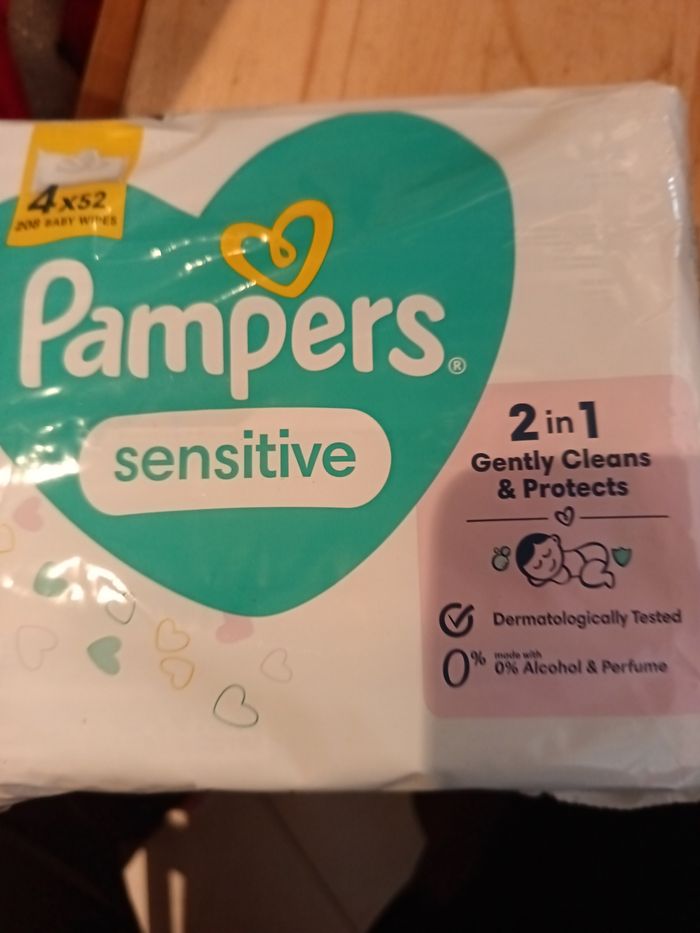 4x52
208 BABY WIPES
Pampers®
sensitive
2 in 1
Gently Cleans
& Protects
Dermatologically Tested
0%
made with
0% Alcohol & Perfume